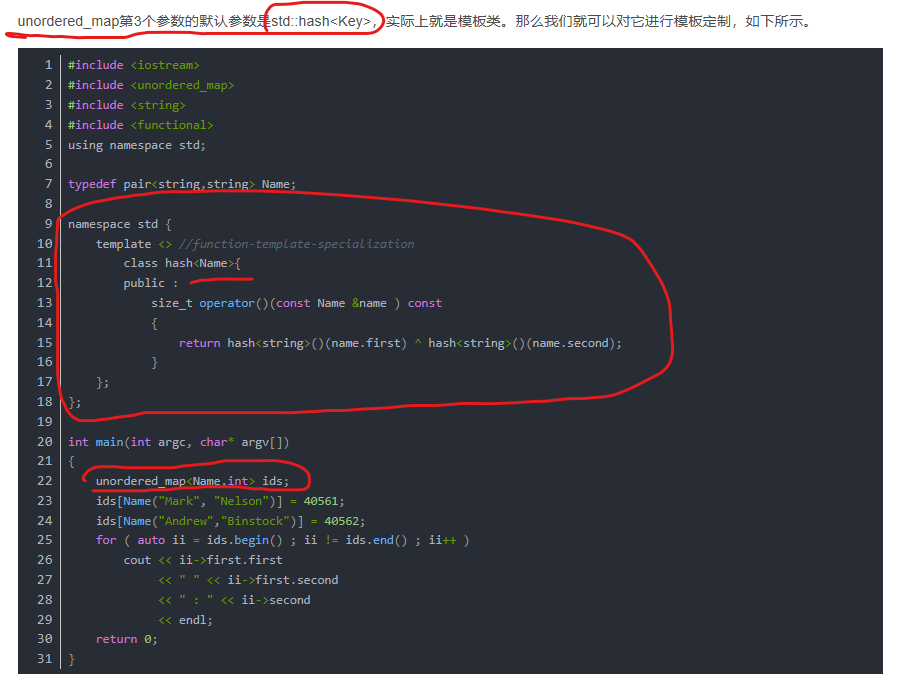 unordered_map第3个参数的默认参数是std::hash<Key>，实际上就是模板类。那么我们就可以对它进行模板定制，如下所示。
1 #include <iostream>
2 #include <unordered_map>
3 #include <string>
4 #include <functional>
5 using namespace std;
6
7 typedef pair<string,string> Name;
8
9 namespace std {
10     template <> //function-template-specialization
11         class hash<Name>{
12         public :
13             size_t operator()(const Name &name ) const
14             {
15                 return hash<string>()(name.first) ^ hash<string>()(name.second);
16             }
17     };
18 };
19
20 int main(int argc, char* argv[])
21 {
22     unordered_map<Name,int> ids;
23     ids[Name("Mark", "Nelson")] = 40561;
24     ids[Name("Andrew","Binstock")] = 40562;
25     for ( auto ii = ids.begin() ; ii != ids.end() ; ii++ )
26         cout << ii->first.first
27              << " " << ii->first.second
28              << " : " << ii->second
29              << endl;
30     return 0;
31 }